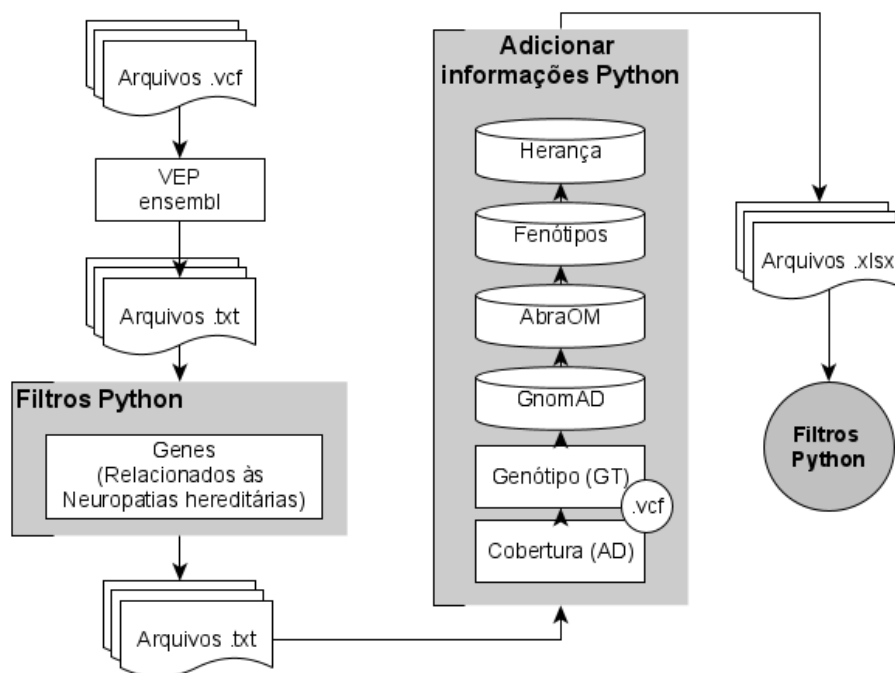 Arquivos .vcf
VEP
ensembl
Arquivos .txt
Filtros Python
Genes
(Relacionados às
Neuropatias hereditárias)
Arquivos .txt
Adicionar
informações Python
Herança
Fenótipos
AbraOM
GnomAD
Genótipo (GT)
.vcf
Cobertura (AD)
Arquivos .xlsx
Filtros
Python